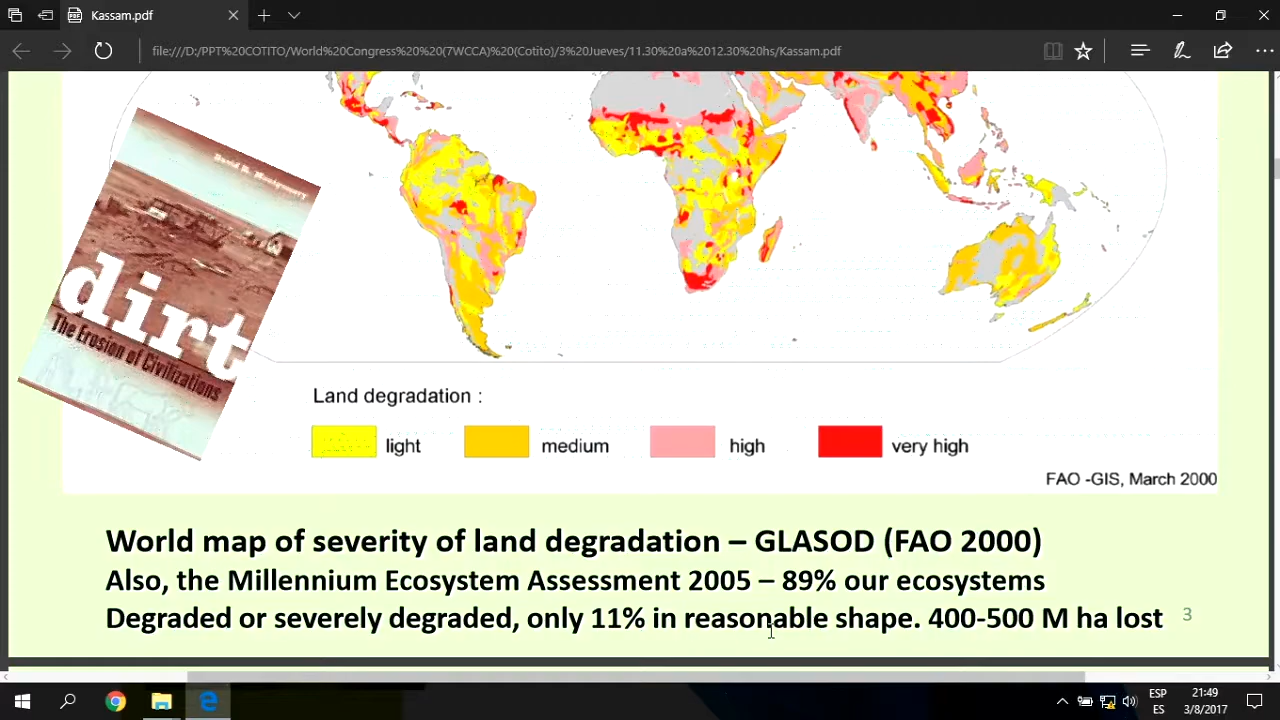 Kassam.pdf
file:///D:/PPT%20COTITO/World%20Congress%20%20(7WCCA)%20(Cotito)/3%20Jueves/11.30%20a%2012.30%20hs/Kassam.pdf
David R. Montgomery
dirt
The Erosion of Civilizations
Land degradation :
light medium high very high
FAO -GIS, March 2000
World map of severity of land degradation – GLASOD (FAO 2000)
Also, the Millennium Ecosystem Assessment 2005 – 89% our ecosystems
Degraded or severely degraded, only 11% in reasonable shape. 400-500 M ha lost
3
ESP 21:49
ES 3/8/2017